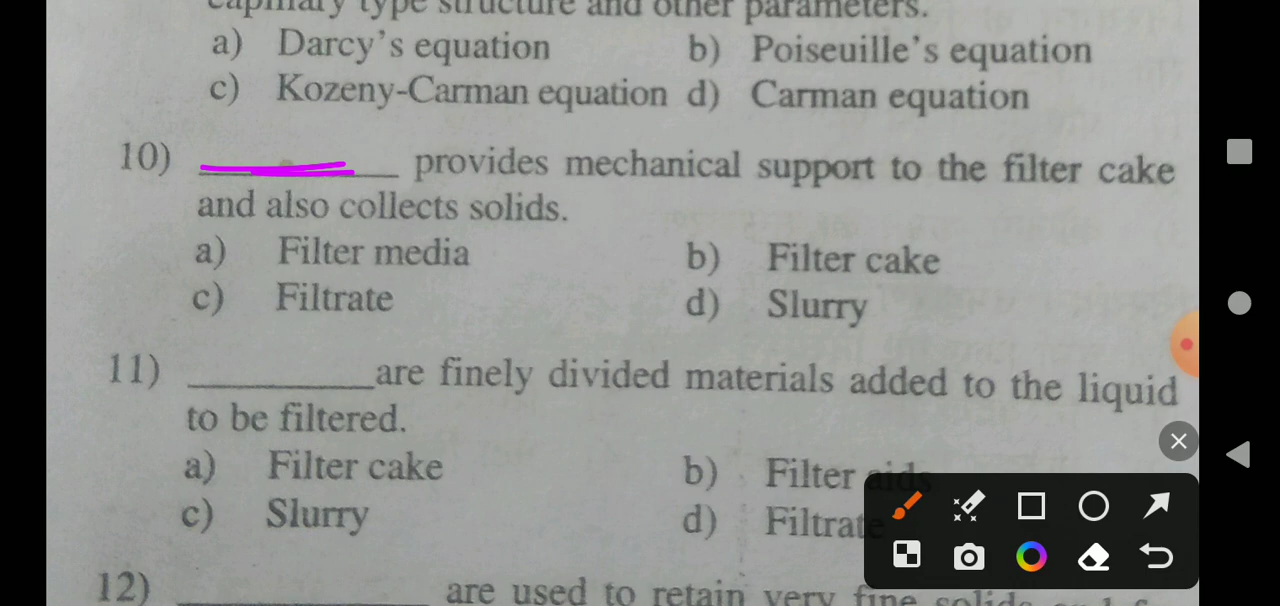 capillary type structure and other parameters.
a) Darcy's equation b) Poiseuille's equation
c) Kozeny-Carman equation d) Carman equation
10) ________ provides mechanical support to the filter cake
and also collects solids.
a) Filter media b) Filter cake
c) Filtrate d) Slurry
11) ________ are finely divided materials added to the liquid
to be filtered.
a) Filter cake b) Filter aids
c) Slurry d) Filtrate
12) ________ are used to retain very fine solids and